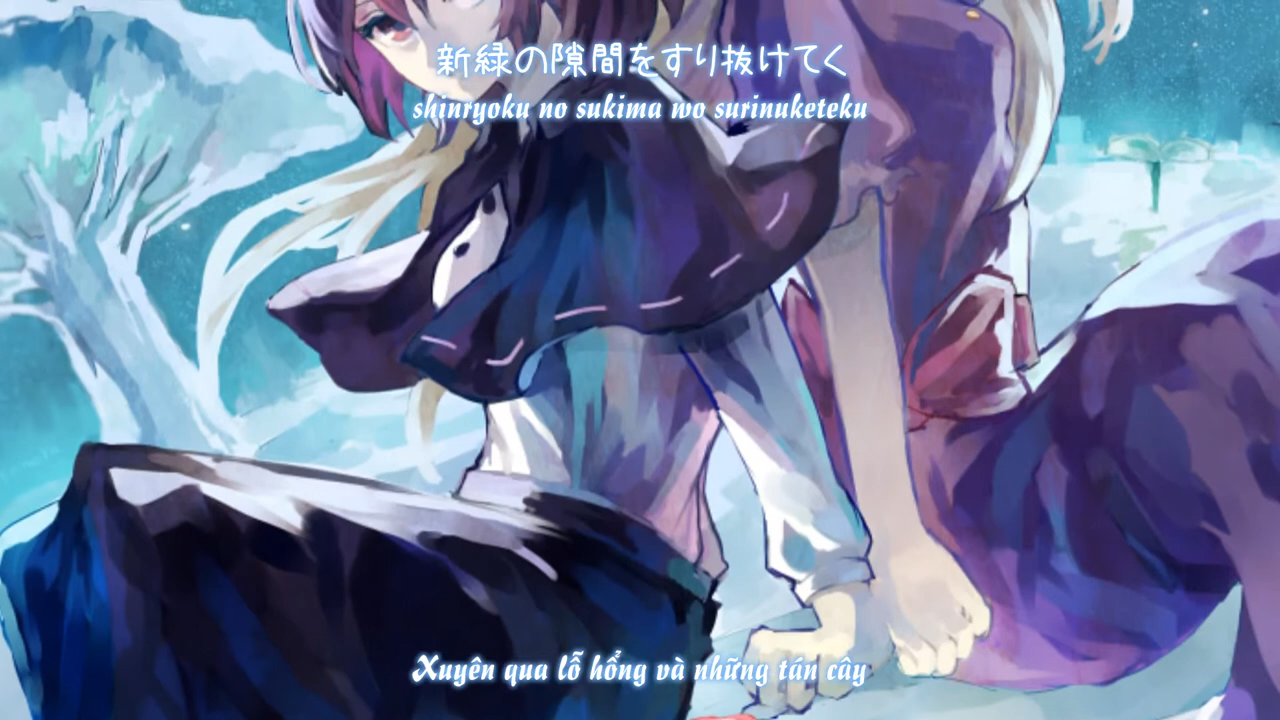 新緑の隙間をすり抜けてく
shinryoku no sukima wo surinuketeku
Xuyên qua lỗ hổng và những tán cây